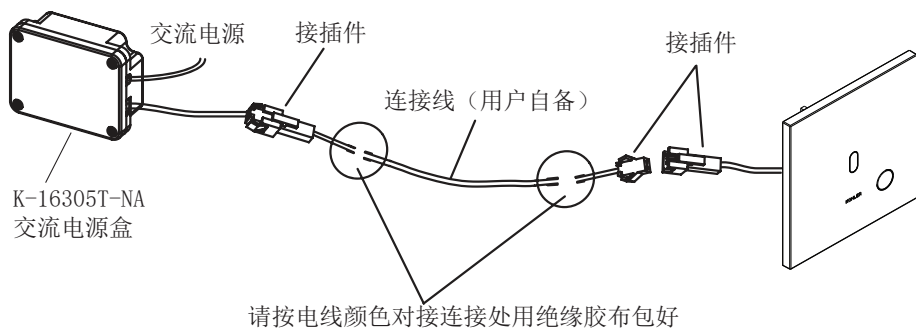 交流电源
接插件
接插件
连接线（用户自备）
K-16305T-NA
交流电源盒
KOHLER
请按电线颜色对接连接处用绝缘胶布包好